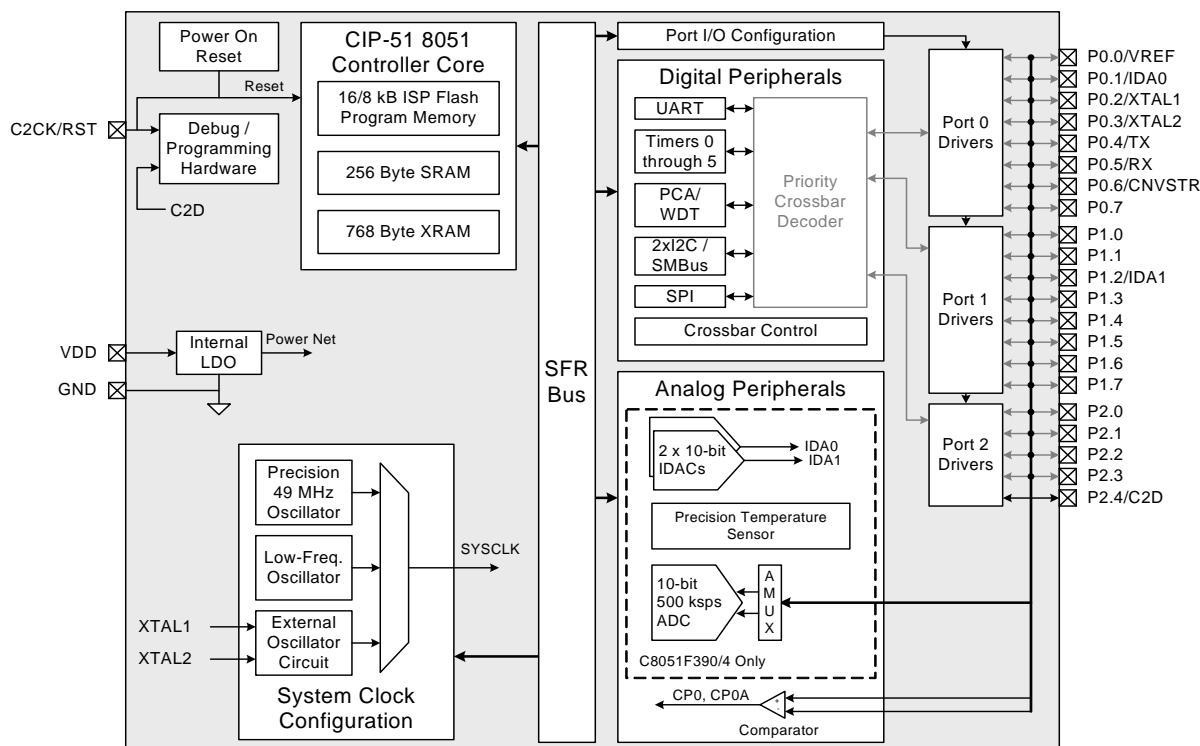 Power On
Reset
Reset
C2CK/RST
Debug /
Programming
Hardware
C2D
CIP-51 8051
Controller Core
16/8 kB ISP Flash
Program Memory
256 Byte SRAM
768 Byte XRAM
VDD
GND
Internal
LDO
Power Net
Precision
49 MHz
Oscillator
Low-Freq.
Oscillator
External
Oscillator
Circuit
XTAL1
XTAL2
SYSCLK
System Clock
Configuration
SFR
Bus
Port I/O Configuration
Digital Peripherals
UART
Timers 0
through 5
PCA/
WDT
2xI2C /
SMBus
SPI
Priority
Crossbar
Decoder
Crossbar Control
Analog Peripherals
2 x 10-bit
IDACs
IDA0
IDA1
Precision Temperature
Sensor
10-bit
500 ksps
ADC
A
M
U
X
C8051F390/4 Only
CP0, CP0A
+
-
Comparator
Port 0
Drivers
Port 1
Drivers
Port 2
Drivers
P0.0/VREF
P0.1/IDA0
P0.2/XTAL1
P0.3/XTAL2
P0.4/TX
P0.5/RX
P0.6/CNVSTR
P0.7
P1.0
P1.1
P1.2/IDA1
P1.3
P1.4
P1.5
P1.6
P1.7
P2.0
P2.1
P2.2
P2.3
P2.4/C2D